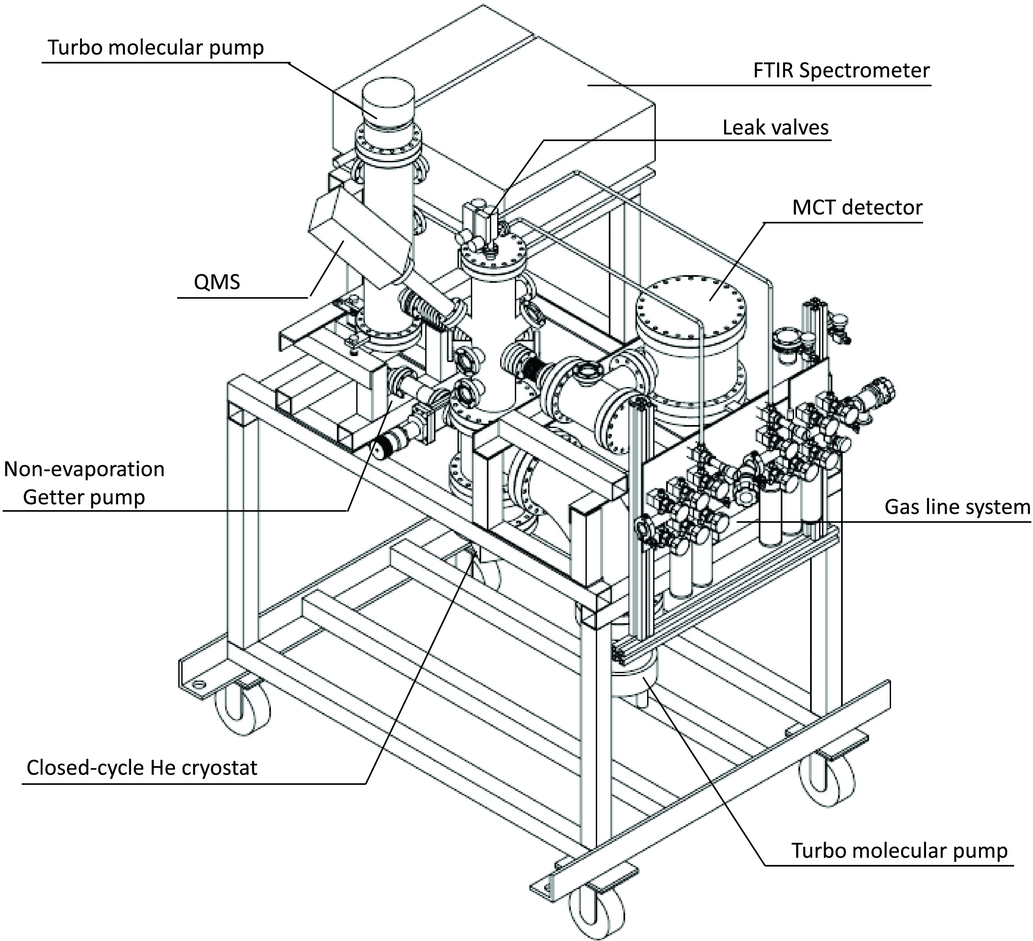 Turbo molecular pump
FTIR Spectrometer
Leak valves
MCT detector
QMS
Non-evaporation
Getter pump
Gas line system
Closed-cycle He cryostat
Turbo molecular pump